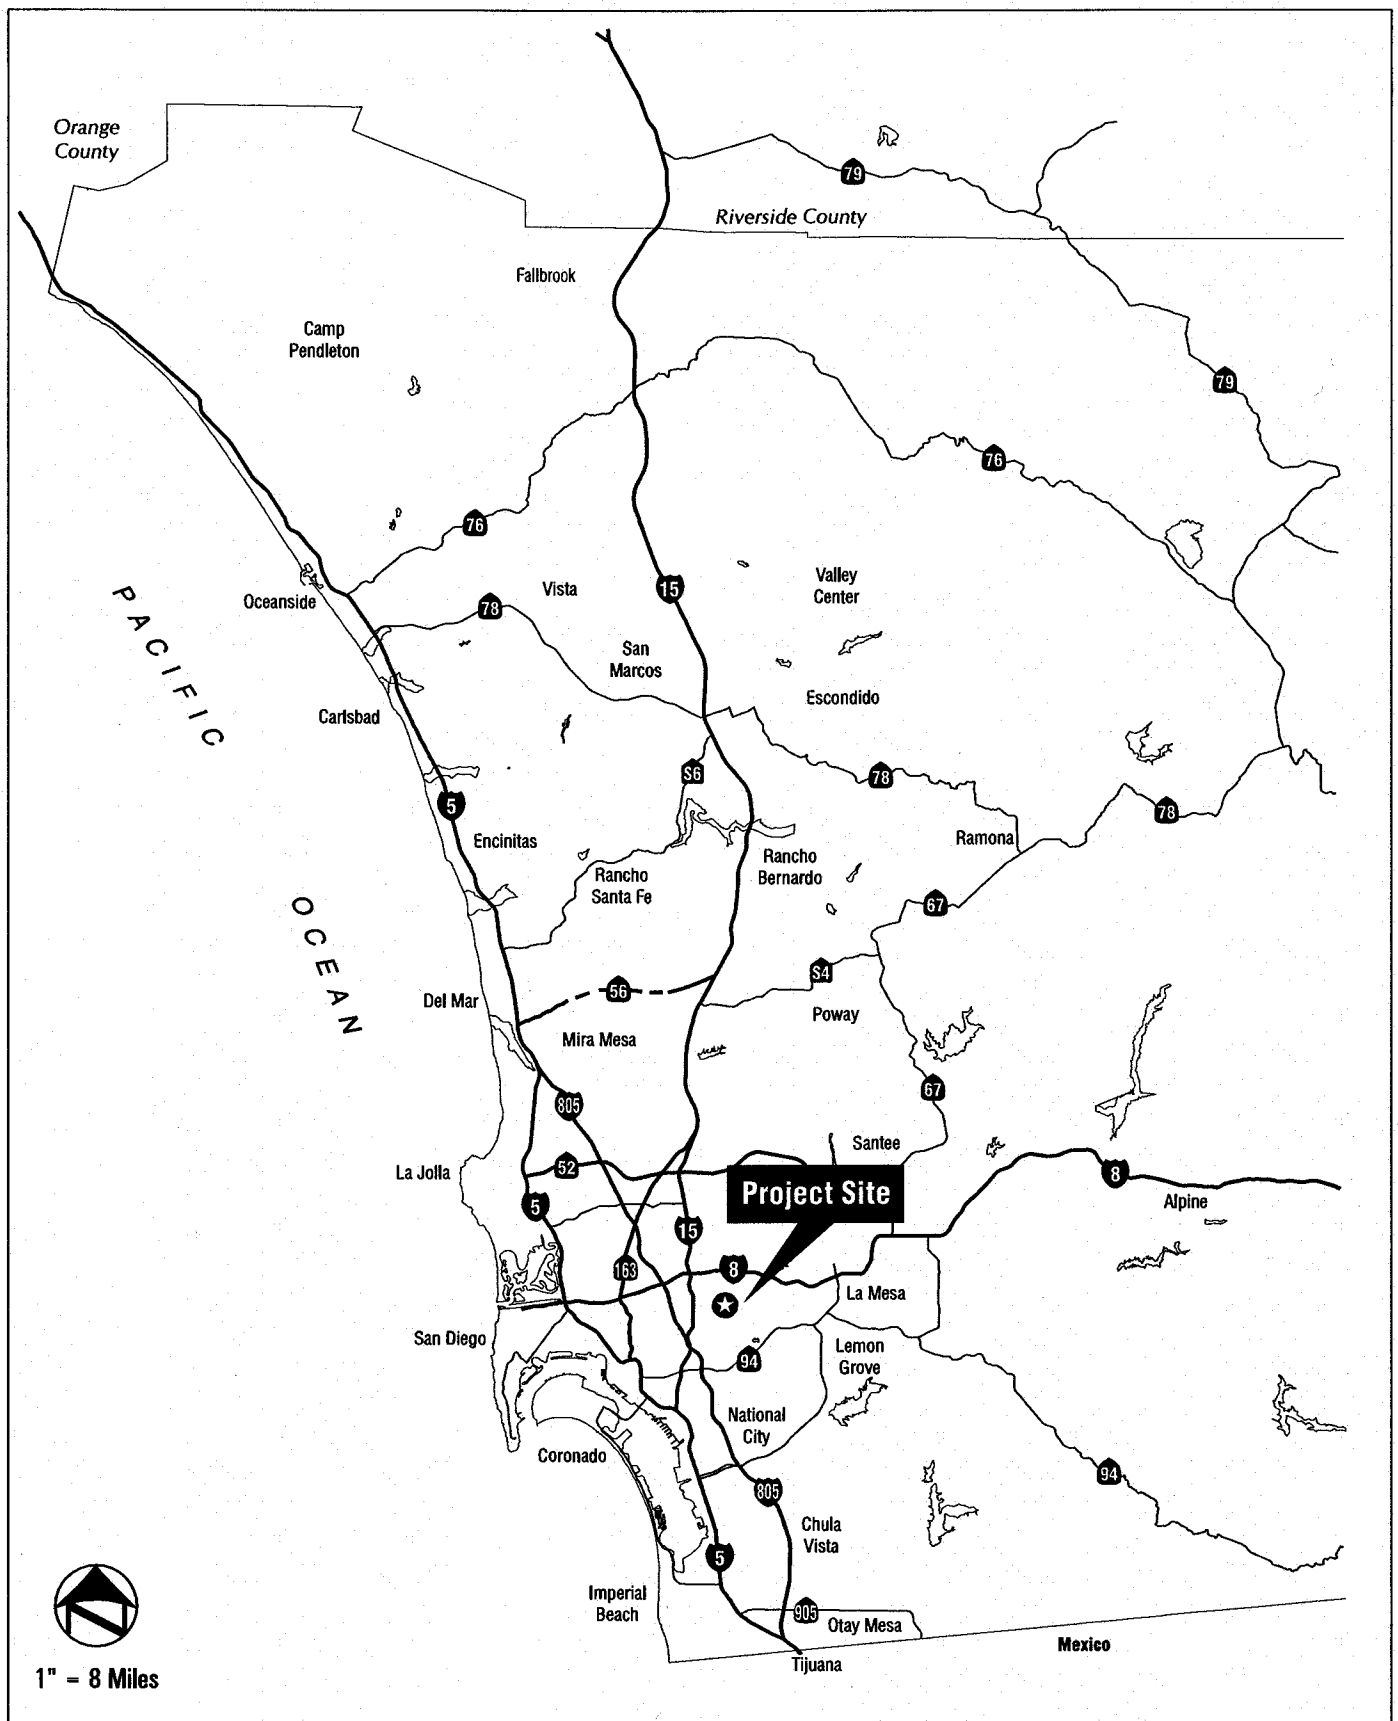 Orange
County
79
Riverside County
Fallbrook
Camp
Pendleton
79
76
76
15
Valley
Center
Vista
Oceanside
78
San
Marcos
PACIFIC
Escondido
Carlsbad
S6
78
5
78
Encinitas
Ramona
Rancho
Bernardo
Rancho
Santa Fe
67
OCEAN
S4
56
Del Mar
Poway
Mira Mesa
67
805
Santee
La Jolla
52
8
Project Site
Alpine
5
15
163
8
La Mesa
San Diego
Lemon
Grove
94
National
City
Coronado
94
805
Chula
Vista
5
Imperial
Beach
905
Otay Mesa
Mexico
Tijuana
1" = 8 Miles